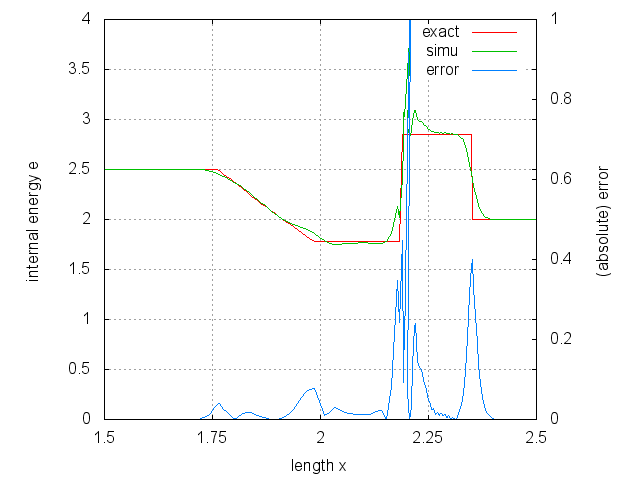 4
3.5
3
2.5
2
1.5
1
0.5
0
internal energy e
1
0.8
0.6
0.4
0.2
0
(absolute) error
exact
simu
error
1.5 1.75 2 2.25 2.5
length x